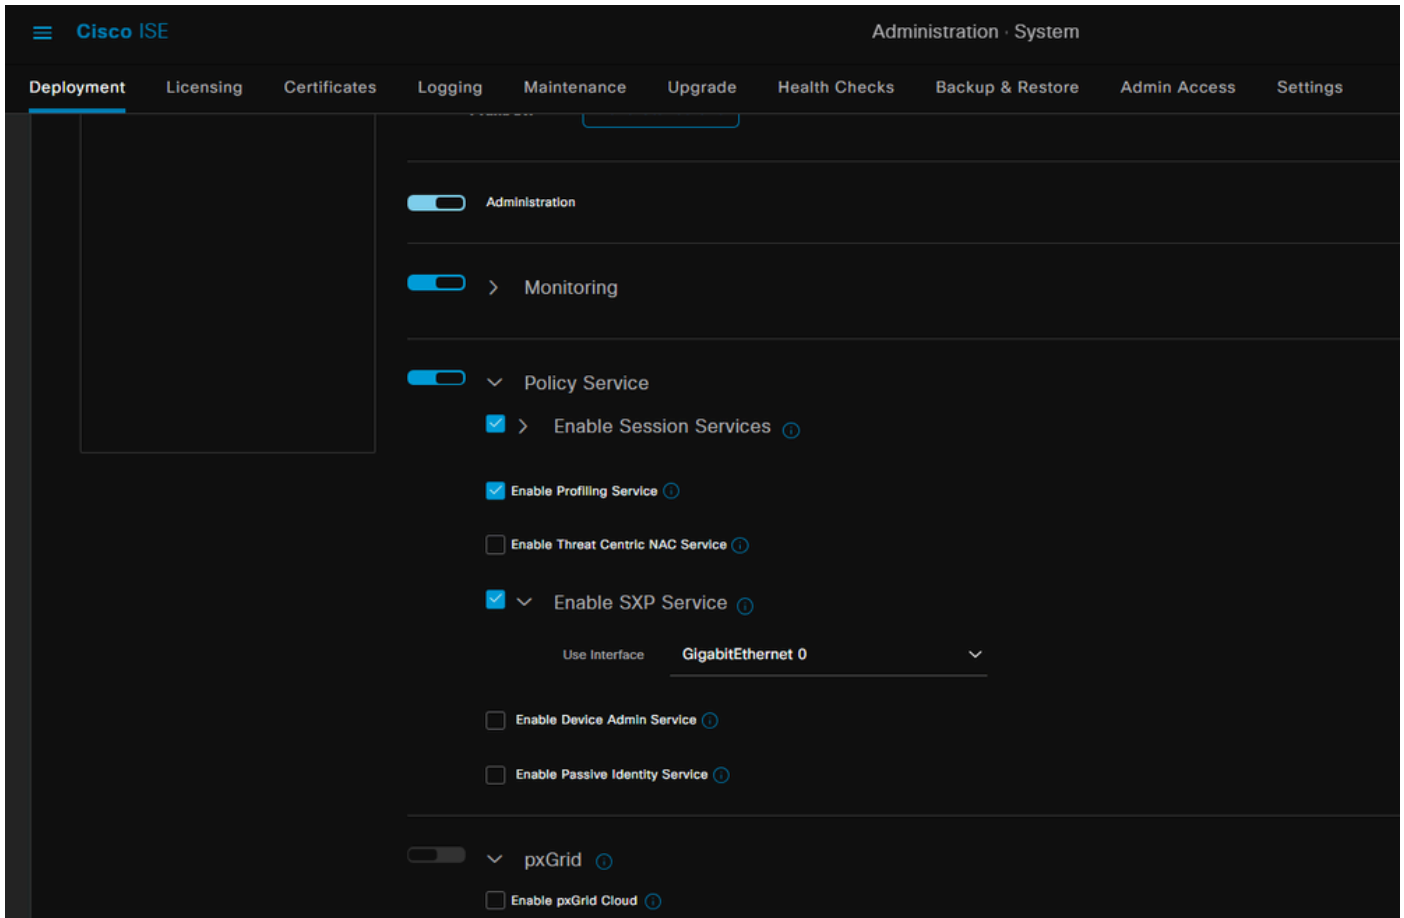 Cisco ISE
Administration · System
Deployment Licensing Certificates Logging Maintenance Upgrade Health Checks Backup & Restore Admin Access Settings
Administration
Monitoring
Policy Service
Enable Session Services
Enable Profiling Service
Enable Threat Centric NAC Service
Enable SXP Service
Use Interface GigabitEthernet 0
Enable Device Admin Service
Enable Passive Identity Service
pxGrid
Enable pxGrid Cloud